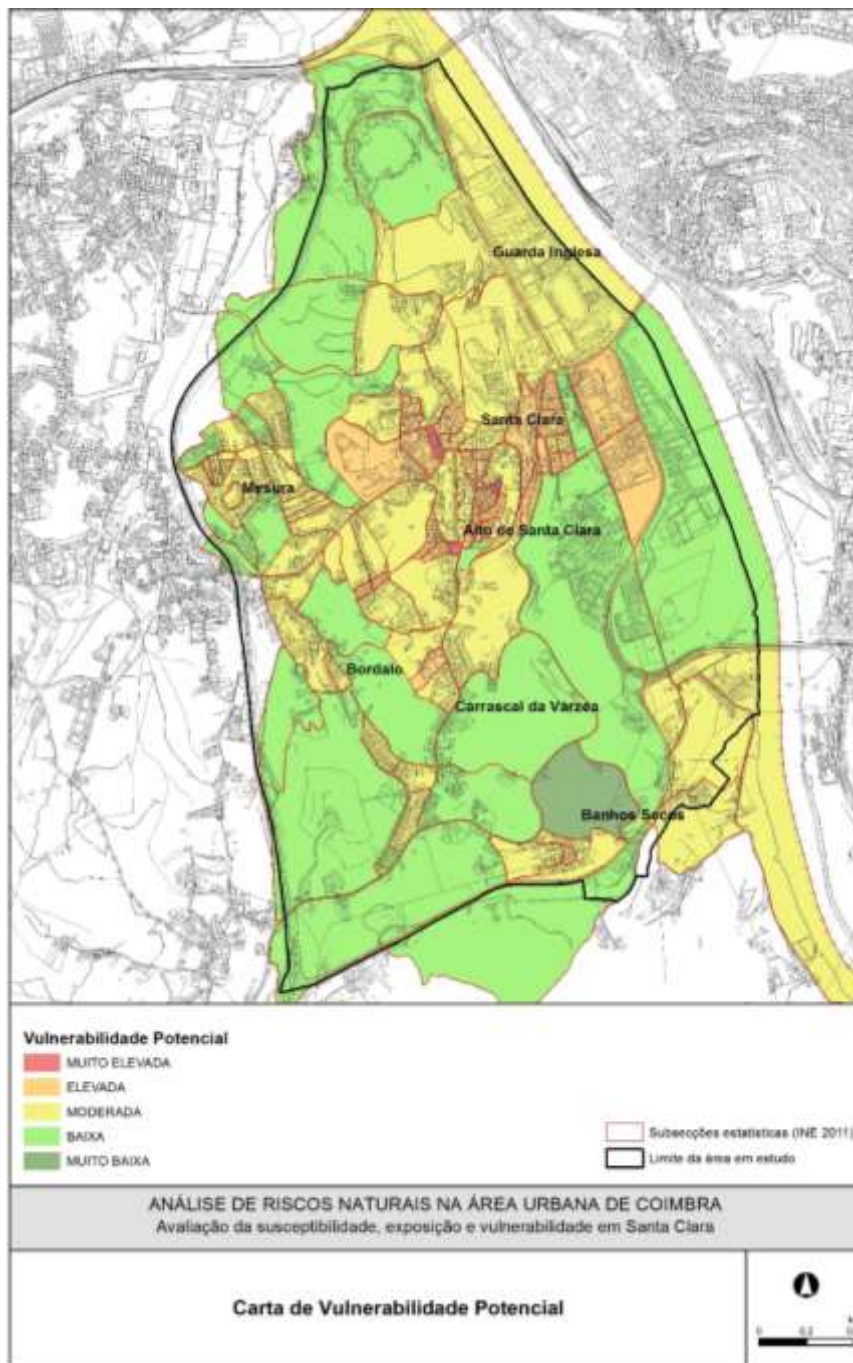 Guarda Inglesa
Santa Clara
Mesura
Alto de Santa Clara
Bordalo
Carrascal da Várzea
Banhos Secos
Vulnerabilidade Potencial
MUITO ELEVADA
ELEVADA
MODERADA
BAIXA
MUITO BAIXA
Subsecções estatísticas (INE 2011)
Limite da área em estudo
ANÁLISE DE RISCOS NATURAIS NA ÁREA URBANA DE COIMBRA
Avaliação da susceptibilidade, exposição e vulnerabilidade em Santa Clara
Carta de Vulnerabilidade Potencial
0